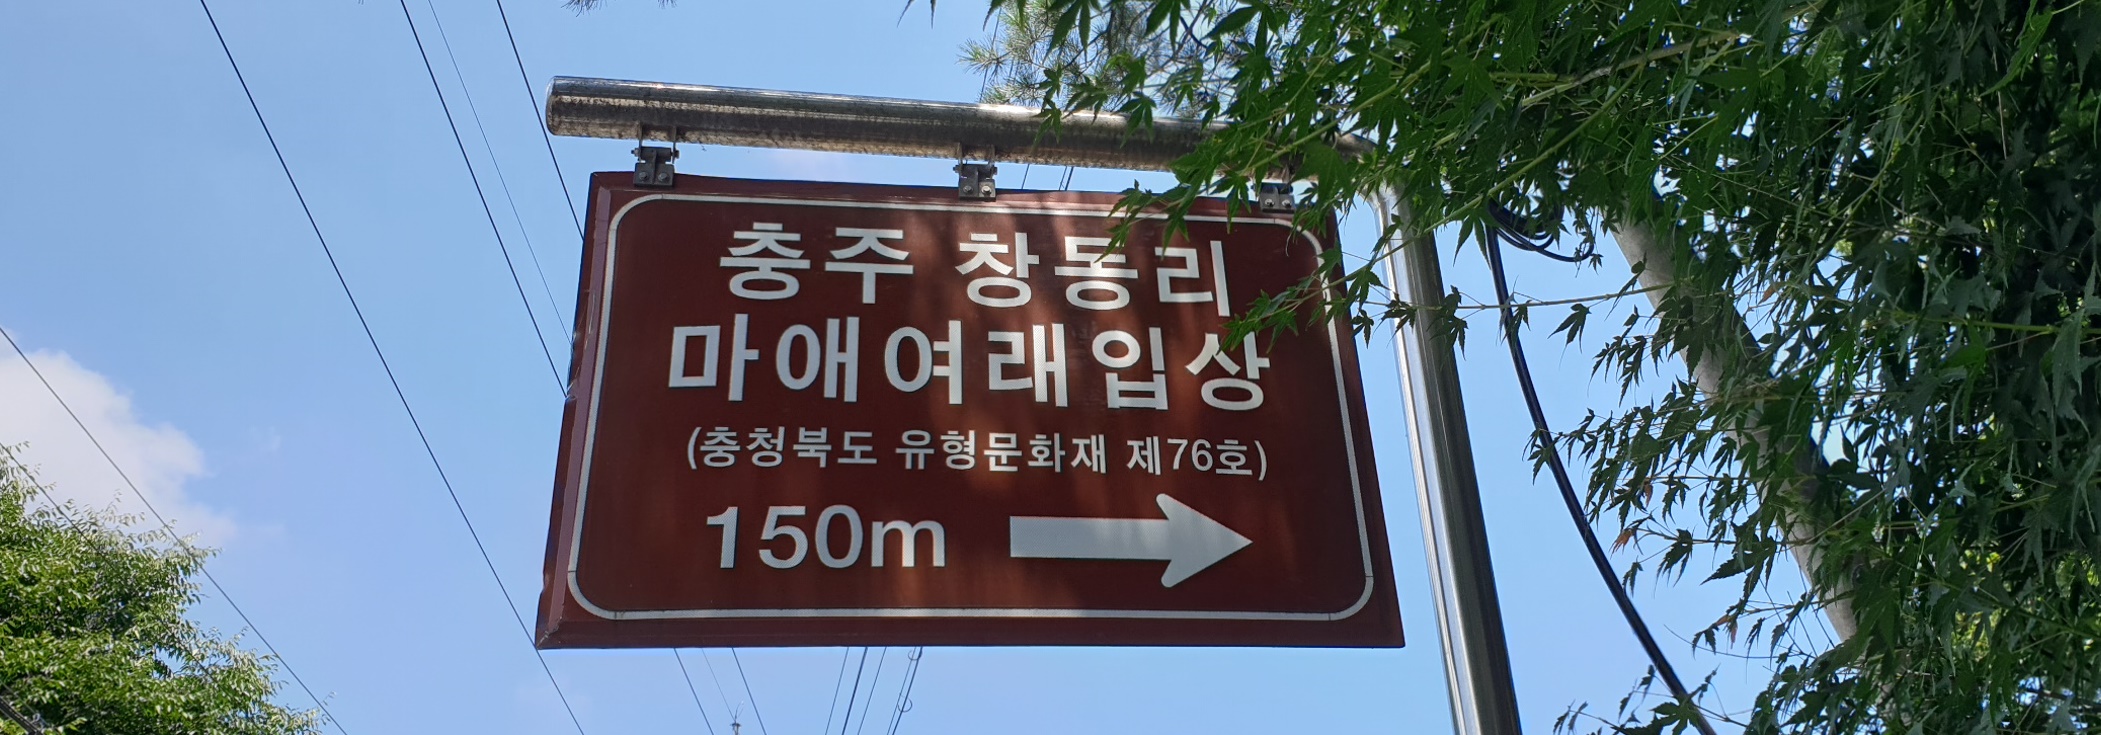 충주 창동리
마애여래입상
(충청북도 유형문화재 제76호)
150m